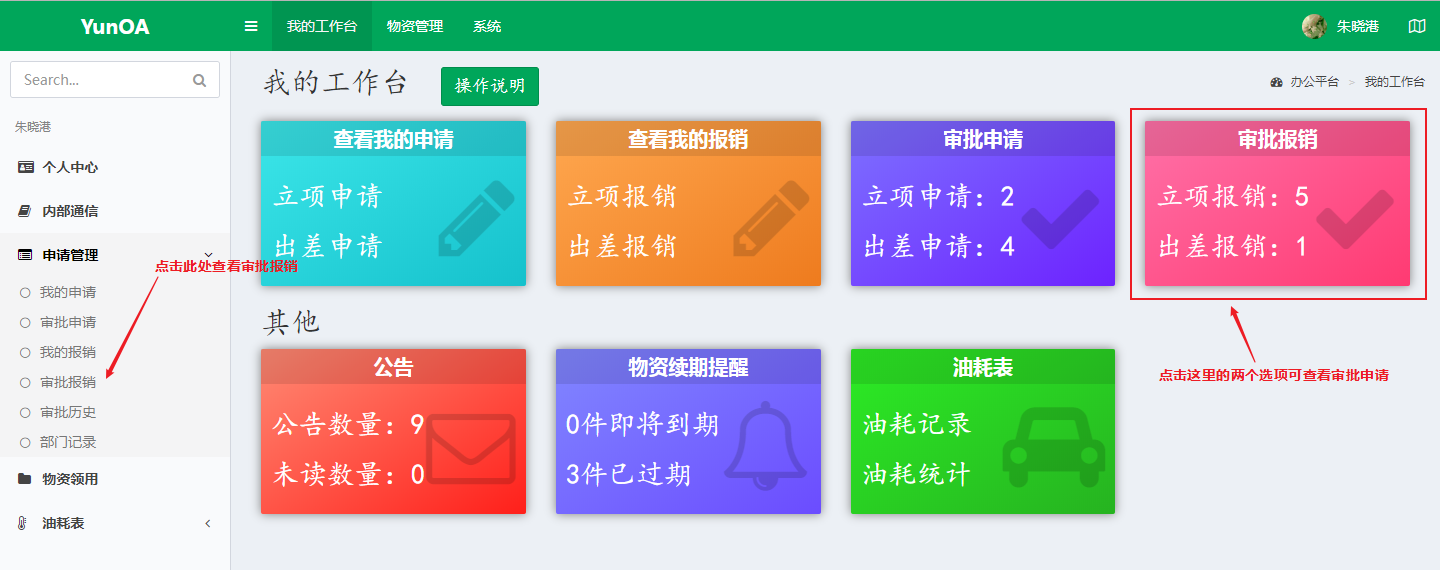 YunOA
我的工作台
物资管理
系统
朱晓港
Search...
我的工作台
操作说明
办公平台 > 我的工作台
朱晓港
个人中心
内部通信
申请管理
点击此处查看审批报销
我的申请
审批申请
我的报销
审批报销
审批历史
部门记录
物资领用
油耗表
查看我的申请
立项申请
出差申请
查看我的报销
立项报销
出差报销
审批申请
立项申请：2
出差申请：4
审批报销
立项报销：5
出差报销：1
点击这里的两个选项可查看审批申请
其他
公告
公告数量：9
未读数量：0
物资续期提醒
0件即将到期
3件已过期
油耗表
油耗记录
油耗统计